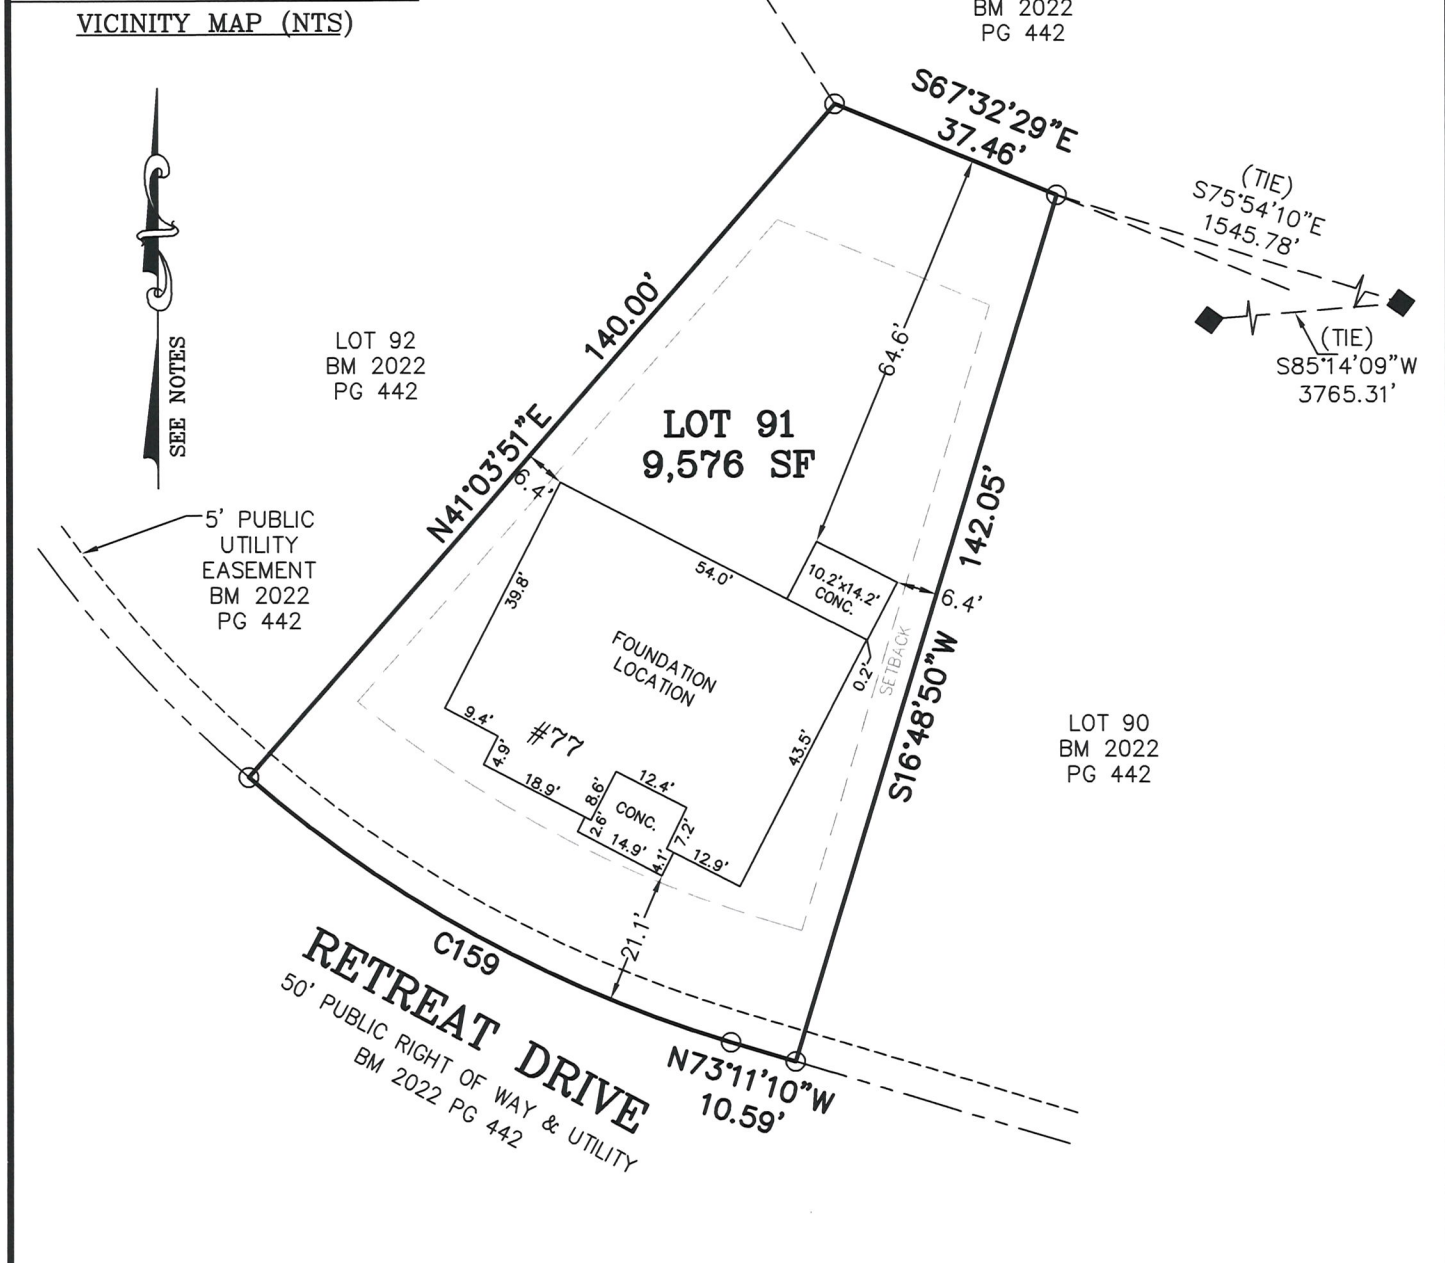 VICINITY MAP (NTS)
BM 2022
PG 442
S67°32'29"E
37.46'
(TIE)
S75°54'10"E
1545.78'
(TIE)
S85°14'09"W
3765.31'
SEE NOTES
LOT 92
BM 2022
PG 442
140.00'
N41°03'51"E
64.6'
LOT 91
9,576 SF
142.05'
S16°48'50"W
6.4'
5' PUBLIC
UTILITY
EASEMENT
BM 2022
PG 442
54.0'
10.2'x14.2'
CONC.
6.4'
39.8'
FOUNDATION
LOCATION
SETBACK
0.2'
#77
9.4'
4.9'
18.9'
8.6'
12.4'
CONC.
2.6'
14.9'
4.1'
7.2'
12.9'
43.5'
LOT 90
BM 2022
PG 442
21.1'
C159
RETREAT DRIVE
50' PUBLIC RIGHT OF WAY & UTILITY
BM 2022 PG 442
N73°11'10"W
10.59'